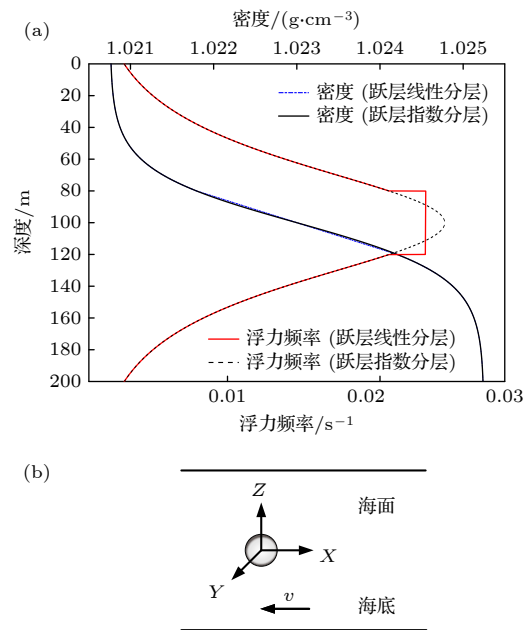 (a)
密度/(g·cm⁻³)
1.021 1.022 1.023 1.024 1.025
0
20
40
60
80
100
120
140
160
180
200
深度/m
密度 (跃层线性分层)
密度 (跃层指数分层)
浮力频率 (跃层线性分层)
浮力频率 (跃层指数分层)
0.01 0.02 0.03
浮力频率/s⁻¹
(b)
海面
Z
X
Y
v
海底